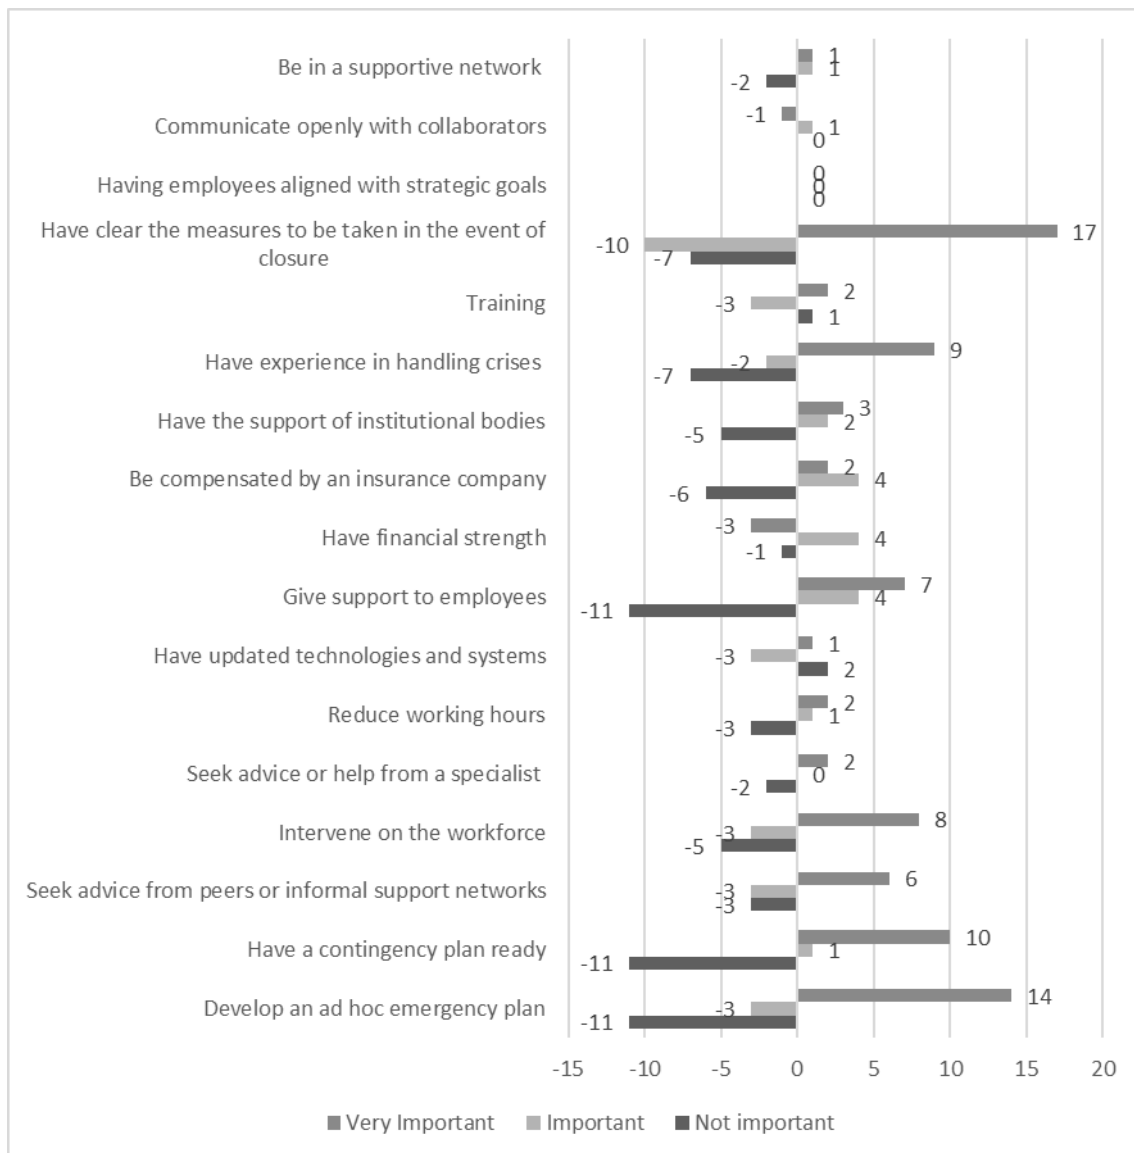 Be in a supportive network
1
1
-2
Communicate openly with collaborators
-1
1
0
Having employees aligned with strategic goals
0
0
0
Have clear the measures to be taken in the event of
closure
17
-10
-7
Training
2
-3
1
Have experience in handling crises
9
-2
-7
Have the support of institutional bodies
3
2
-5
Be compensated by an insurance company
2
4
-6
Have financial strength
-3
4
-1
Give support to employees
7
4
-11
Have updated technologies and systems
1
-3
2
Reduce working hours
2
1
-3
Seek advice or help from a specialist
2
0
-2
Intervene on the workforce
8
-3
-5
Seek advice from peers or informal support networks
6
-3
-3
Have a contingency plan ready
10
1
-11
Develop an ad hoc emergency plan
14
-3
-11
-15 -10 -5 0 5 10 15 20
Very Important Important Not important